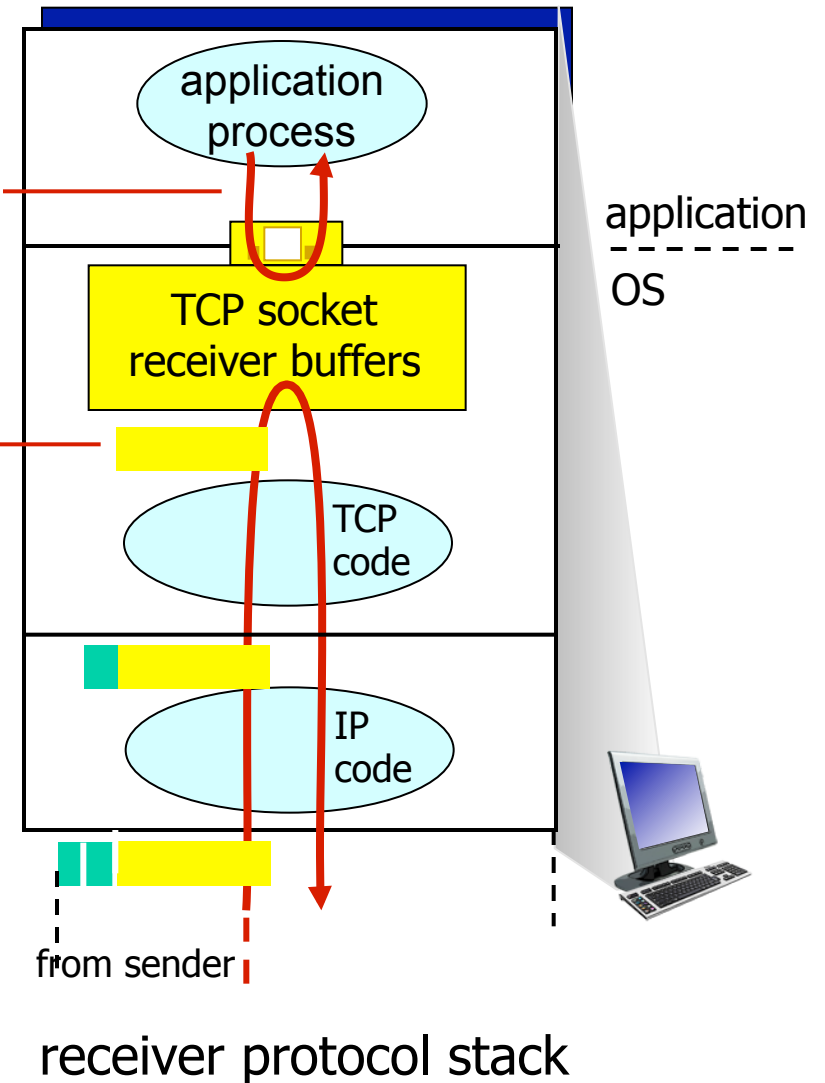 application
process
application
OS
TCP socket
receiver buffers
TCP
code
IP
code
from sender
receiver protocol stack